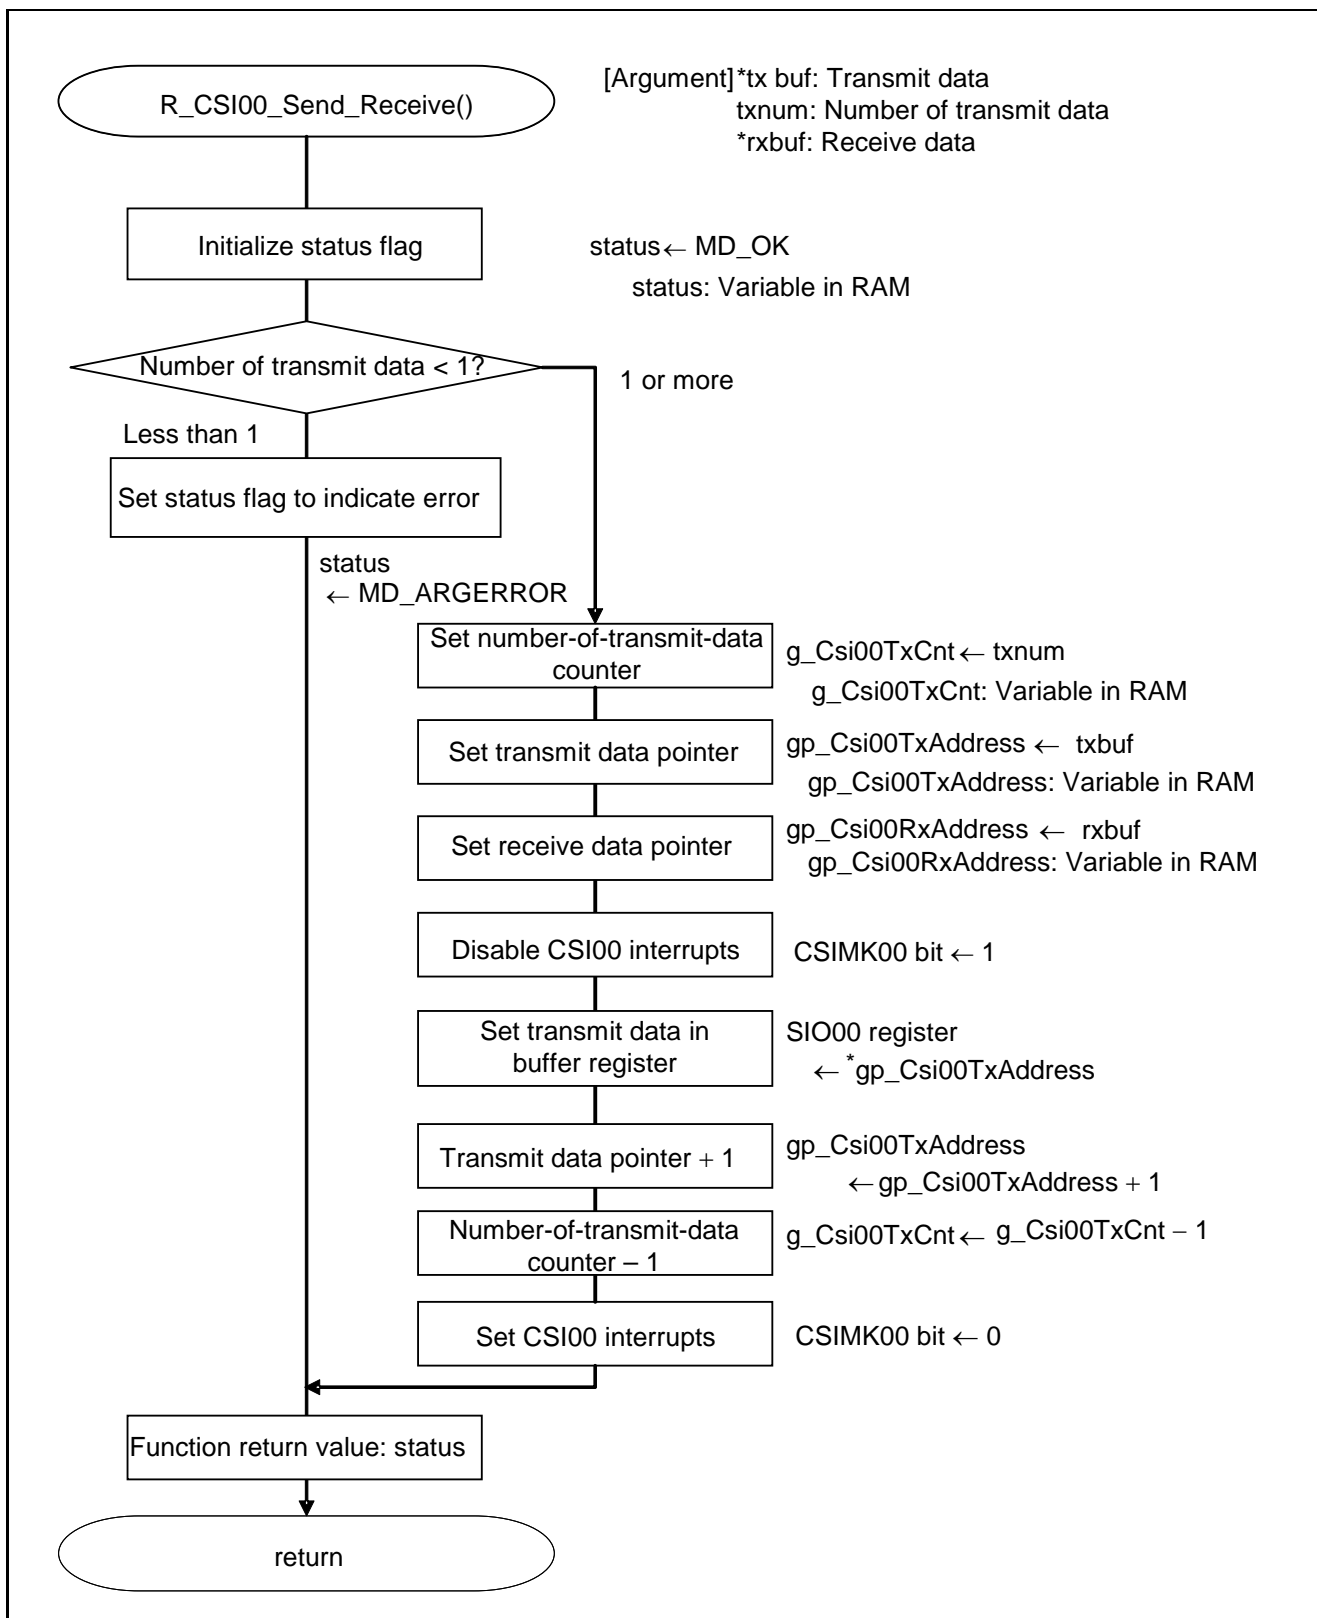 R_CSI00_Send_Receive()
[Argument]*tx buf: Transmit data
txnum: Number of transmit data
*rxbuf: Receive data
Initialize status flag
status← MD_OK
status: Variable in RAM
Number of transmit data < 1?
1 or more
Less than 1
Set status flag to indicate error
status
← MD_ARGERROR
Set number-of-transmit-data
counter
g_Csi00TxCnt ← txnum
g_Csi00TxCnt: Variable in RAM
Set transmit data pointer
gp_Csi00TxAddress ← txbuf
gp_Csi00TxAddress: Variable in RAM
Set receive data pointer
gp_Csi00RxAddress ← rxbuf
gp_Csi00RxAddress: Variable in RAM
Disable CSI00 interrupts
CSIMK00 bit ← 1
Set transmit data in
buffer register
SIO00 register
← *gp_Csi00TxAddress
Transmit data pointer + 1
gp_Csi00TxAddress
← gp_Csi00TxAddress + 1
Number-of-transmit-data
counter – 1
g_Csi00TxCnt ← g_Csi00TxCnt − 1
Set CSI00 interrupts
CSIMK00 bit ← 0
Function return value: status
return